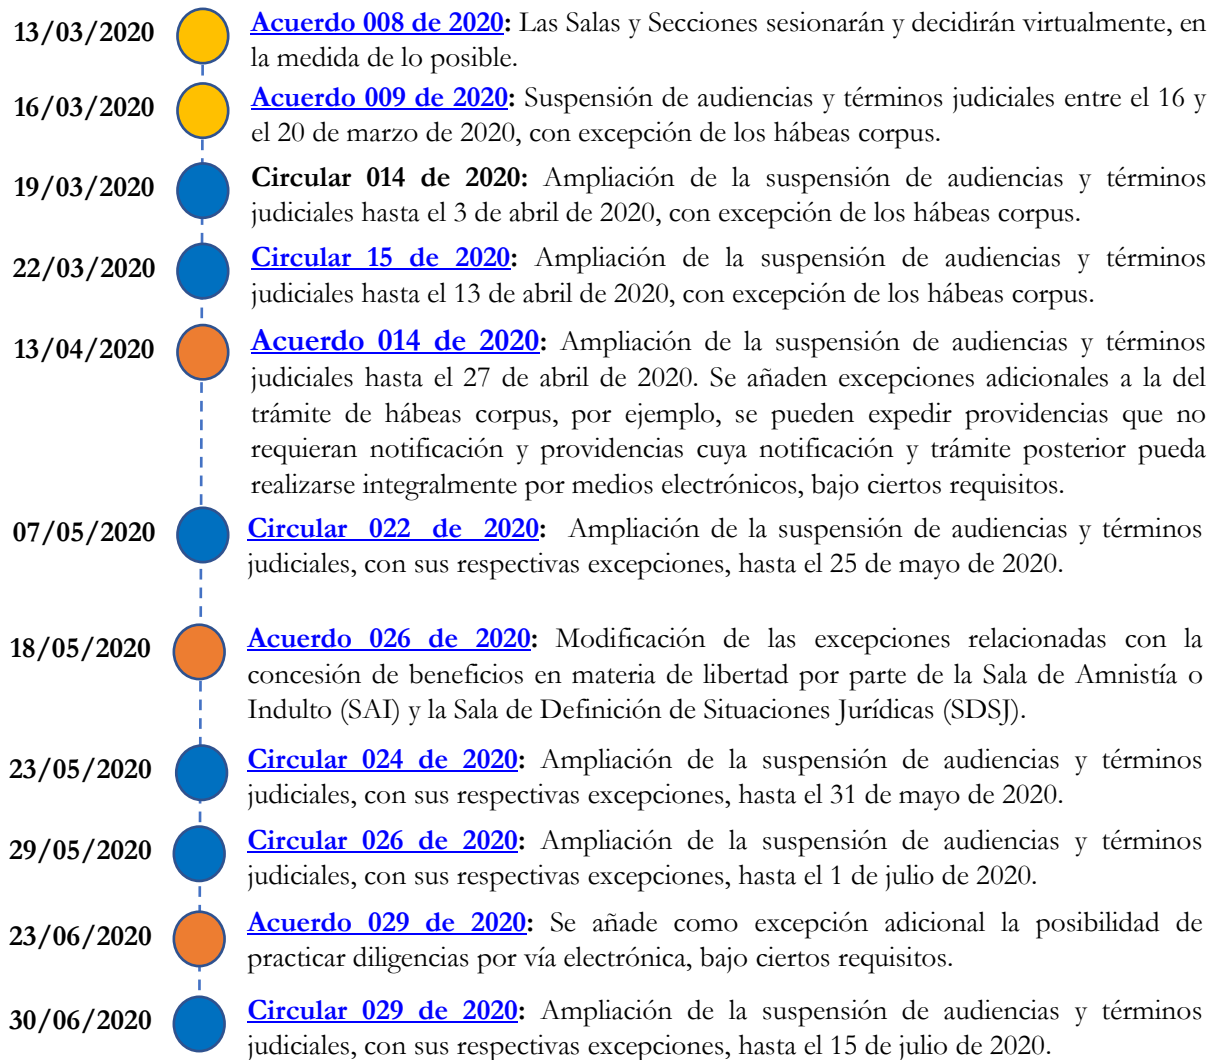 13/03/2020 Acuerdo 008 de 2020: Las Salas y Secciones sesionarán y decidirán virtualmente, en
la medida de lo posible.
16/03/2020 Acuerdo 009 de 2020: Suspensión de audiencias y términos judiciales entre el 16 y
el 20 de marzo de 2020, con excepción de los hábeas corpus.
19/03/2020 Circular 014 de 2020: Ampliación de la suspensión de audiencias y términos
judiciales hasta el 3 de abril de 2020, con excepción de los hábeas corpus.
22/03/2020 Circular 15 de 2020: Ampliación de la suspensión de audiencias y términos
judiciales hasta el 13 de abril de 2020, con excepción de los hábeas corpus.
13/04/2020 Acuerdo 014 de 2020: Ampliación de la suspensión de audiencias y términos
judiciales hasta el 27 de abril de 2020. Se añaden excepciones adicionales a la del
trámite de hábeas corpus, por ejemplo, se pueden expedir providencias que no
requieran notificación y providencias cuya notificación y trámite posterior pueda
realizarse integralmente por medios electrónicos, bajo ciertos requisitos.
07/05/2020 Circular 022 de 2020: Ampliación de la suspensión de audiencias y términos
judiciales, con sus respectivas excepciones, hasta el 25 de mayo de 2020.
18/05/2020 Acuerdo 026 de 2020: Modificación de las excepciones relacionadas con la
concesión de beneficios en materia de libertad por parte de la Sala de Amnistía o
Indulto (SAI) y la Sala de Definición de Situaciones Jurídicas (SDSJ).
23/05/2020 Circular 024 de 2020: Ampliación de la suspensión de audiencias y términos
judiciales, con sus respectivas excepciones, hasta el 31 de mayo de 2020.
29/05/2020 Circular 026 de 2020: Ampliación de la suspensión de audiencias y términos
judiciales, con sus respectivas excepciones, hasta el 1 de julio de 2020.
23/06/2020 Acuerdo 029 de 2020: Se añade como excepción adicional la posibilidad de
practicar diligencias por vía electrónica, bajo ciertos requisitos.
30/06/2020 Circular 029 de 2020: Ampliación de la suspensión de audiencias y términos
judiciales, con sus respectivas excepciones, hasta el 15 de julio de 2020.